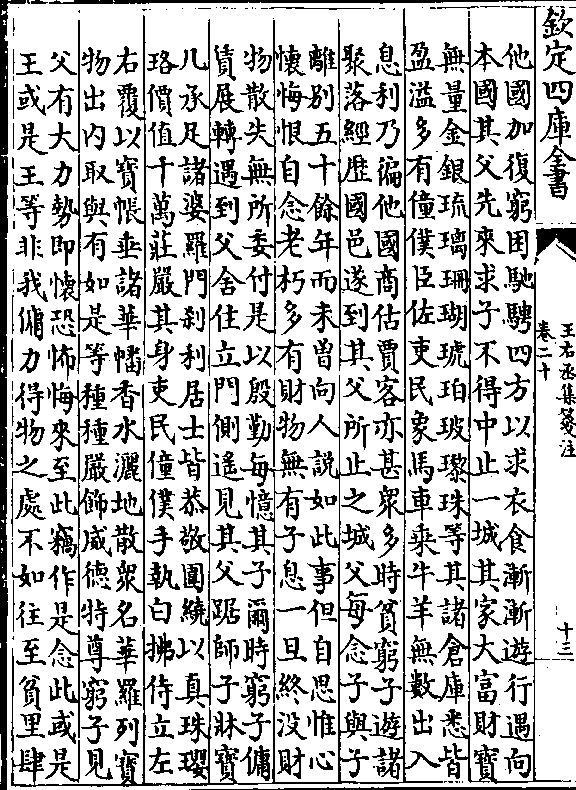 欽定四庫全書
王右丞集箋注
卷二十
十三
他國加復窮困馳騁四方以求衣食漸漸遊行遇向
本國其父先來求子不得中止一城其家大富財寶
無量金銀琉璃珊瑚琥珀玻瓈珠等其諸倉庫悉皆
盈溢多有僮僕臣佐吏民象馬車乘牛羊無數出入
息利乃徧他國商估賈客亦甚衆多時貧窮子遊諸
聚落經歴國邑遂到其父所止之城父每念子與子
離别五十餘年而未曽向人説如此事但自思惟心
懷悔恨自念老朽多有財物無有子息一旦終没財
物散失無所委付是以殷勤每憶其子爾時窮子傭
賃展轉遇到父舍住立門側遙見其父踞師子牀寶
几承足諸婆羅門刹利居士皆恭敬圍繞以真珠瓔
珞價值千萬莊嚴其身吏民僮僕手執白拂侍立左
右覆以寶帳垂諸華幡香水灑地散衆名華羅列寶
物出内取與有如是等種種嚴飾威德特尊窮子見
父有大力勢即懷恐怖悔來至此竊作是念此或是
王或是王等非我傭力得物之處不如往至貧里肆